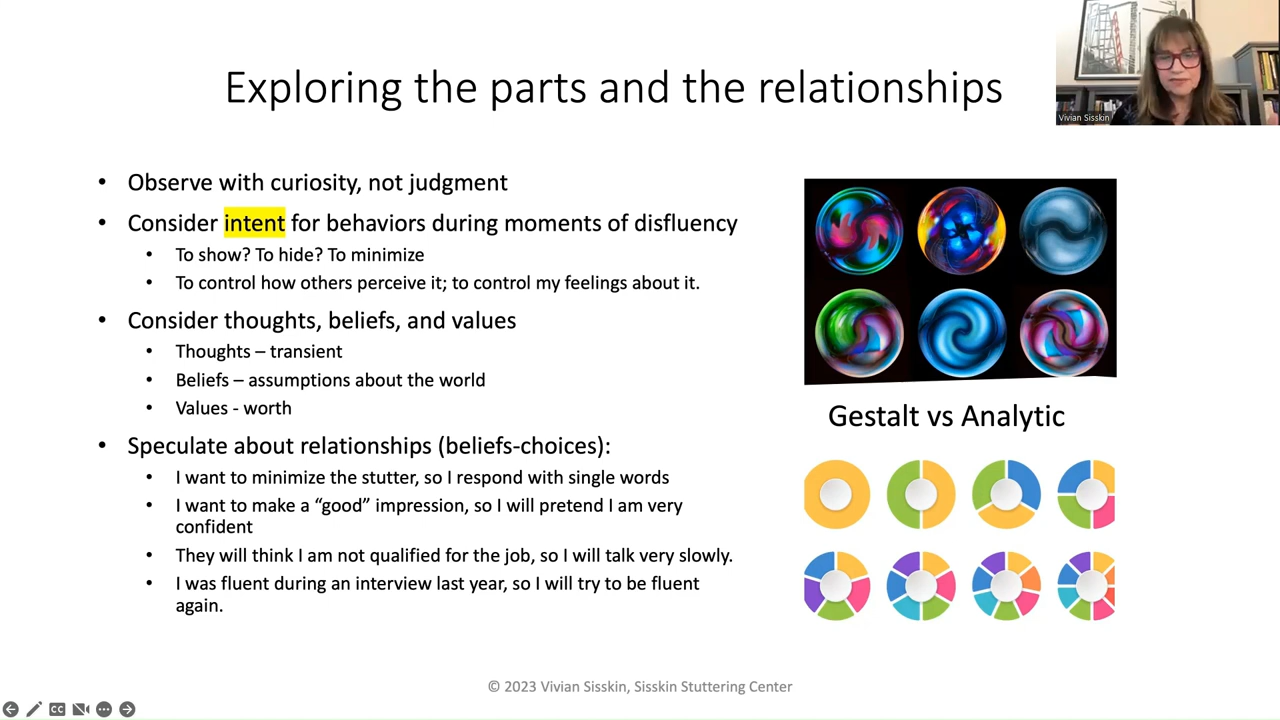 Exploring the parts and the relationships
Vivian Sisskin
• Observe with curiosity, not judgment
• Consider intent for behaviors during moments of disfluency
• To show? To hide? To minimize
• To control how others perceive it; to control my feelings about it.
• Consider thoughts, beliefs, and values
• Thoughts – transient
• Beliefs – assumptions about the world
• Values - worth
• Speculate about relationships (beliefs-choices):
• I want to minimize the stutter, so I respond with single words
• I want to make a “good” impression, so I will pretend I am very
confident
• They will think I am not qualified for the job, so I will talk very slowly.
• I was fluent during an interview last year, so I will try to be fluent
again.
Gestalt vs Analytic
© 2023 Vivian Sisskin, Sisskin Stuttering Center
CC